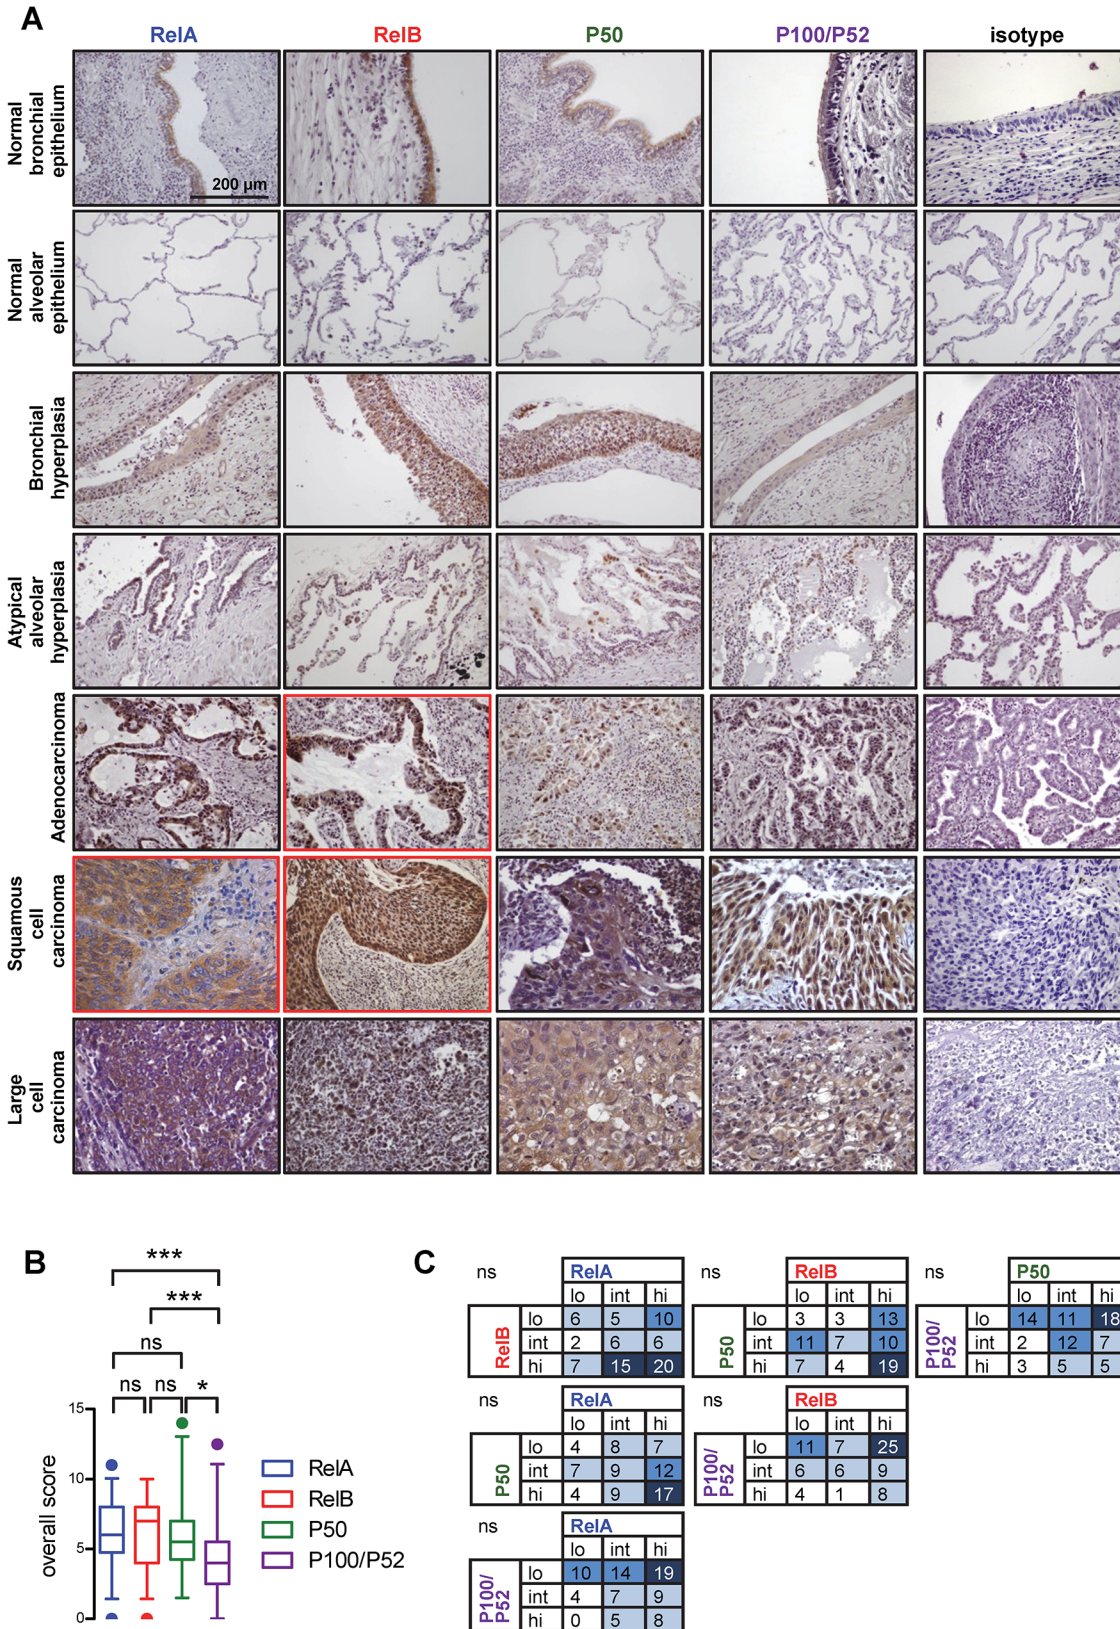 A
RelA RelB P50 P100/P52 isotype
Normal
bronchial
epithelium
200 µm
Normal
alveolar
epithelium
Bronchial
hyperplasia
Atypical
alveolar
hyperplasia
Adenocarcinoma
Squamous
cell
carcinoma
Large
cell
carcinoma
B
***
***
ns
ns ns *
15
10
5
0
overall score
RelA
RelB
P50
P100/P52
C
ns RelA
lo int hi
RelB
lo 6 5 10
int 2 6 6
hi 7 15 20
ns RelB
lo int hi
P50
lo 3 3 13
int 11 7 10
hi 7 4 19
ns P50
lo int hi
P100/
P52
lo 14 11 18
int 2 12 7
hi 3 5 5
ns RelA
lo int hi
P50
lo 4 8 7
int 7 9 12
hi 4 9 17
ns RelB
lo int hi
P100/
P52
lo 11 7 25
int 6 6 9
hi 4 1 8
ns RelA
lo int hi
P100/
P52
lo 10 14 19
int 4 7 9
hi 0 5 8